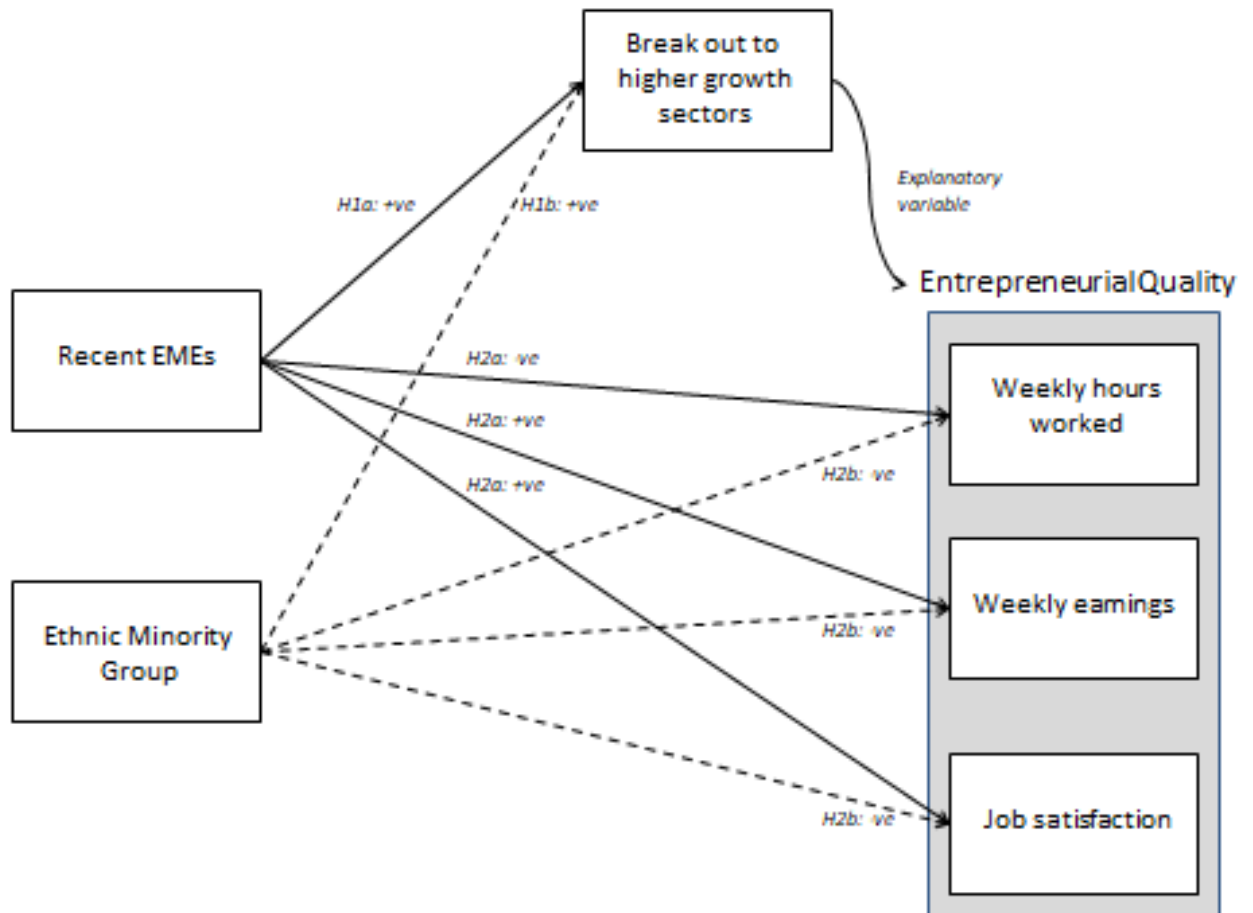 Break out to
higher growth
sectors
Explanatory
variable
H1a: +ve
H1b: +ve
EntrepreneurialQuality
Recent EMEs
H2a: -ve
Weekly hours
worked
H2a: +ve
H2b: -ve
H2a: +ve
Weekly earnings
H2b: -ve
Ethnic Minority
Group
H2b: -ve
Job satisfaction